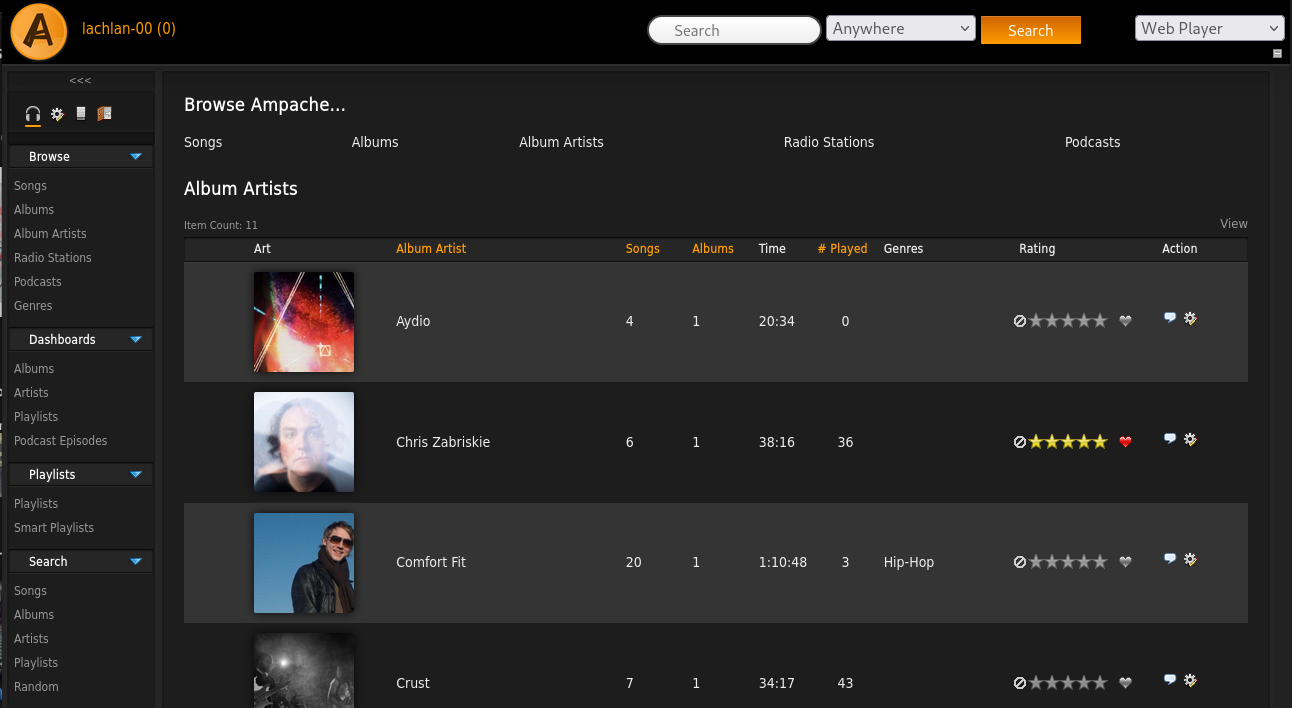 lachlan-00 (0)
Search
Anywhere
Search
Web Player
<<<
Browse
Songs
Albums
Album Artists
Radio Stations
Podcasts
Genres
Dashboards
Albums
Artists
Playlists
Podcast Episodes
Playlists
Playlists
Smart Playlists
Search
Songs
Albums
Artists
Playlists
Random
Browse Ampache...
Songs Albums Album Artists Radio Stations Podcasts
Album Artists
Item Count: 11
View
Art Album Artist Songs Albums Time # Played Genres Rating Action
Aydio 4 1 20:34 0
Chris Zabriskie 6 1 38:16 36
Comfort Fit 20 1 1:10:48 3 Hip-Hop
Crust 7 1 34:17 43